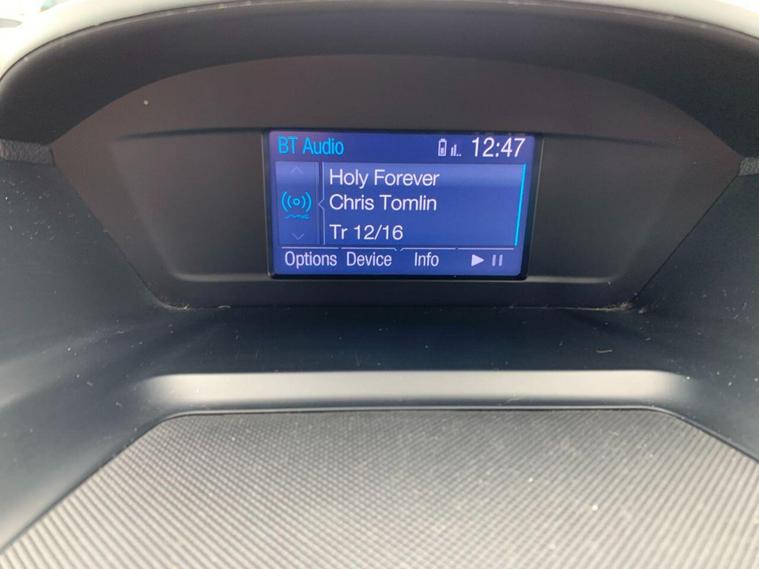 BT Audio 12:47
Holy Forever
Chris Tomlin
Tr 12/16
Options Device Info